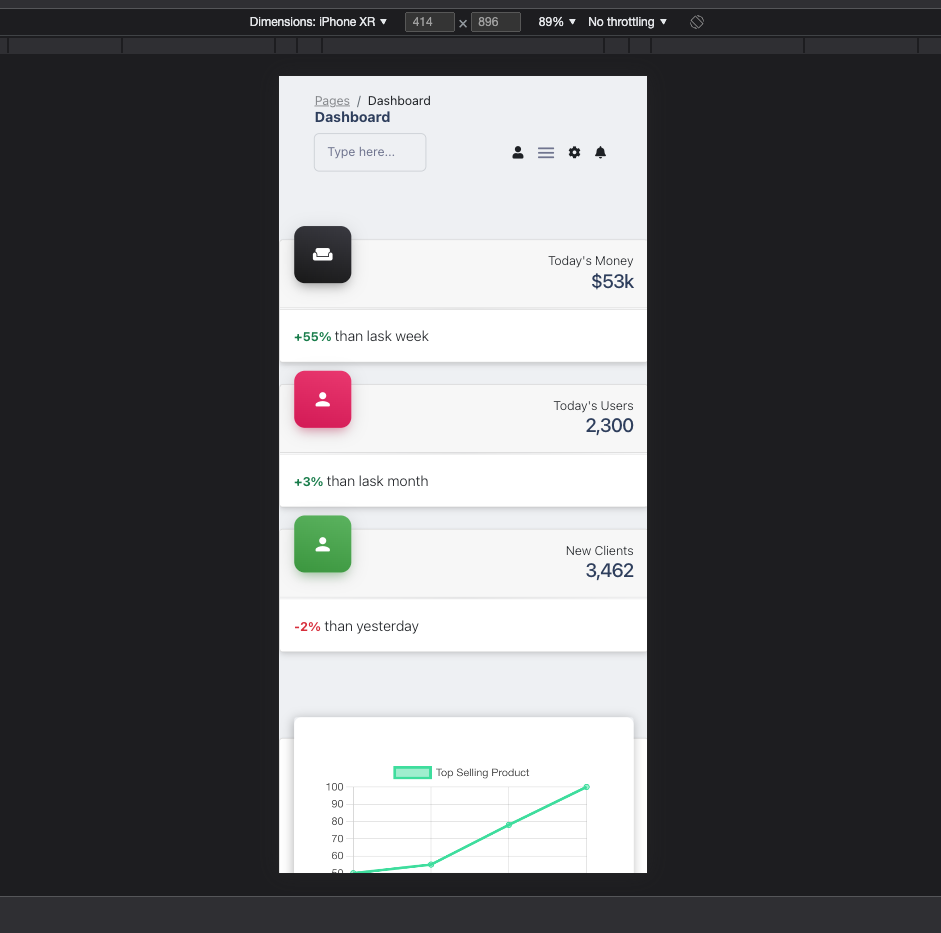 Dimensions: iPhone XR ▼ 414 × 896 89% ▼ No throttling ▼
Pages / Dashboard
Dashboard
Type here...
Today's Money
$53k
+55% than lask week
Today's Users
2,300
+3% than lask month
New Clients
3,462
-2% than yesterday
Top Selling Product
100
90
80
70
60
50